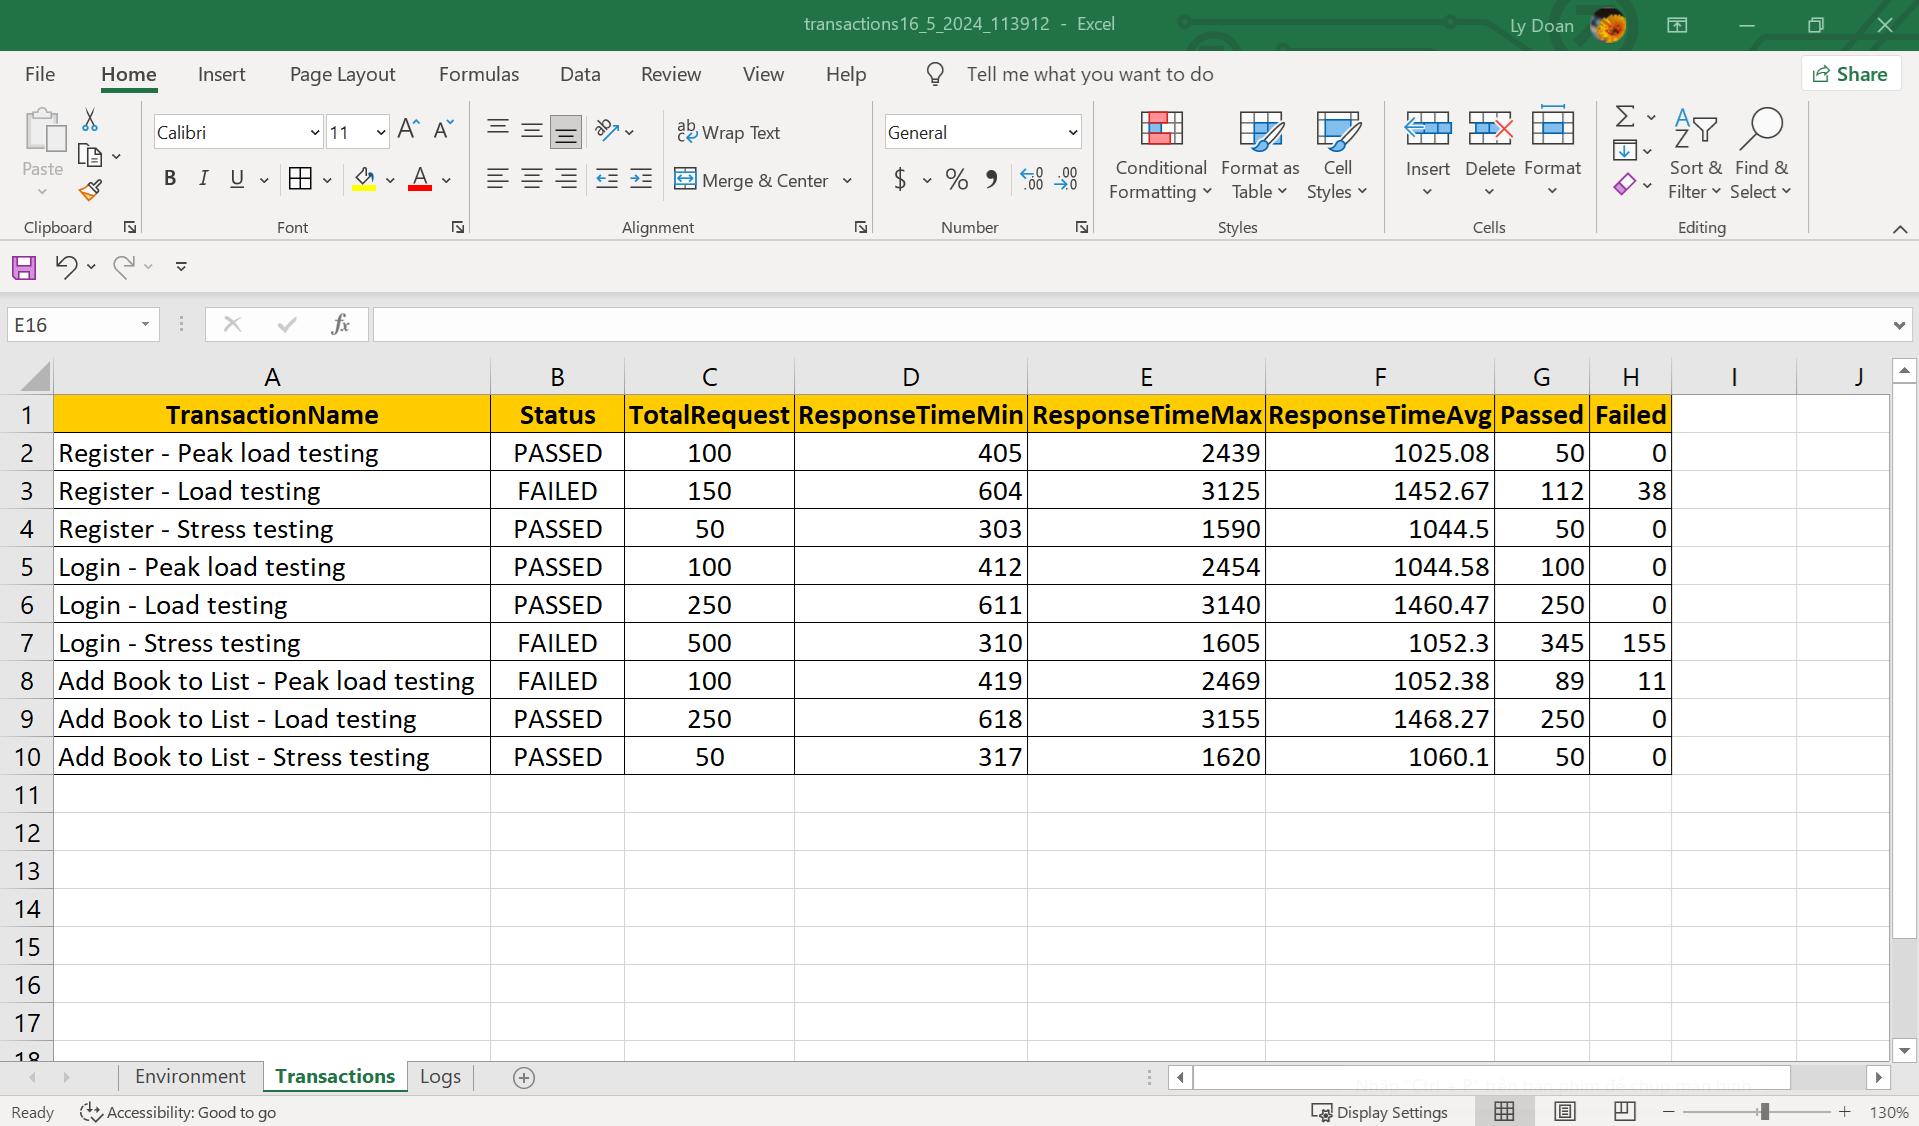 transactions16_5_2024_113912 - Excel
Ly Doan
File Home Insert Page Layout Formulas Data Review View Help Tell me what you want to do Share
Paste
Clipboard
Calibri 11
B I U
Font
ab Wrap Text
Merge & Center
Alignment
General
$ % ,
Number
Conditional Formatting
Format as Table
Cell Styles
Styles
Insert Delete Format
Cells
Sort & Filter
Find & Select
Editing
E16 fx
A B C D E F G H I J
1 TransactionName Status TotalRequest ResponseTimeMin ResponseTimeMax ResponseTimeAvg Passed Failed
2 Register - Peak load testing PASSED 100 405 2439 1025.08 50 0
3 Register - Load testing FAILED 150 604 3125 1452.67 112 38
4 Register - Stress testing PASSED 50 303 1590 1044.5 50 0
5 Login - Peak load testing PASSED 100 412 2454 1044.58 100 0
6 Login - Load testing PASSED 250 611 3140 1460.47 250 0
7 Login - Stress testing FAILED 500 310 1605 1052.3 345 155
8 Add Book to List - Peak load testing FAILED 100 419 2469 1052.38 89 11
9 Add Book to List - Load testing PASSED 250 618 3155 1468.27 250 0
10 Add Book to List - Stress testing PASSED 50 317 1620 1060.1 50 0
11
12
13
14
15
16
17
18
Environment Transactions Logs
Ready Accessibility: Good to go Display Settings 130%